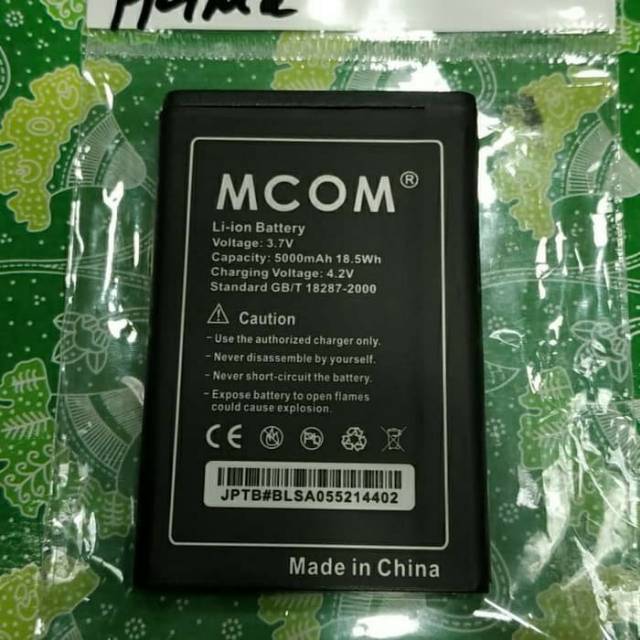 MCOM®
Li-ion Battery
Voltage: 3.7V
Capacity: 5000mAh 18.5Wh
Charging Voltage: 4.2V
Standard GB/T 18287-2000
Caution
- Use the authorized charger only.
- Never disassemble by yourself.
- Never short-circuit the battery.
- Expose battery to open flames
could cause explosion.
CE
JPTB#BLSA055214402
Made in China